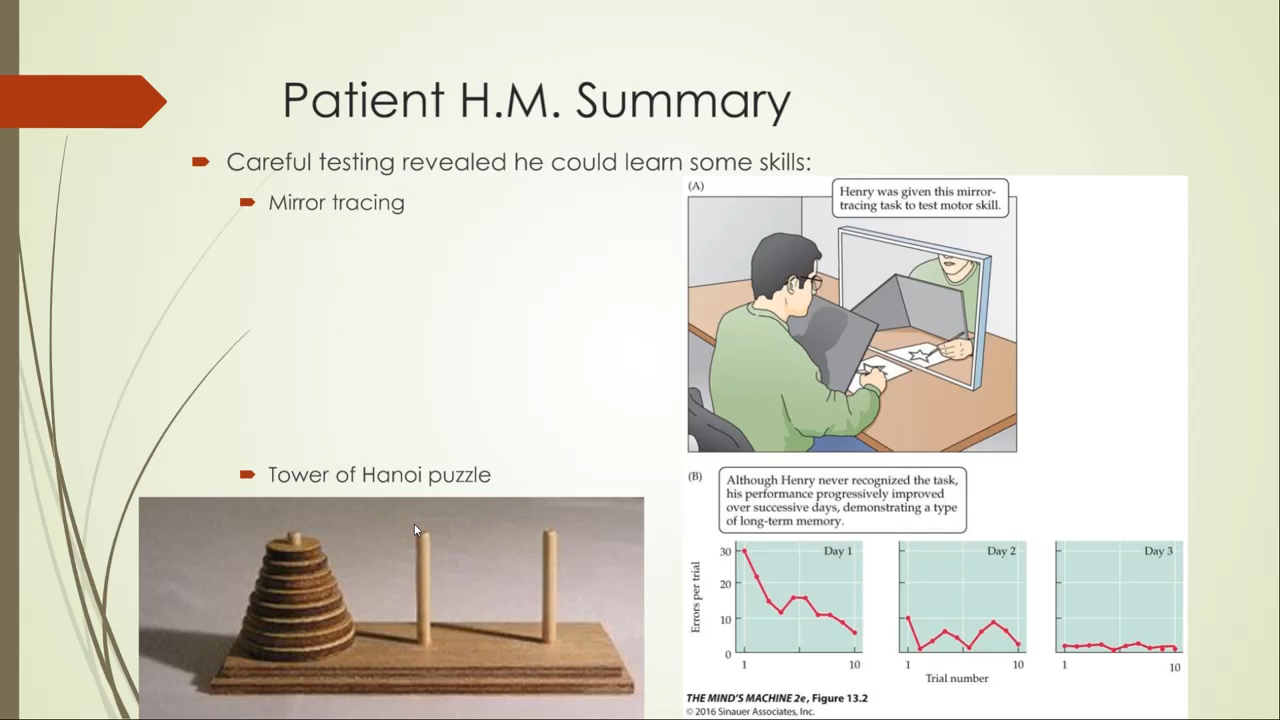 Patient H.M. Summary
Careful testing revealed he could learn some skills:
Mirror tracing
Tower of Hanoi puzzle
(A)
Henry was given this mirror-
tracing task to test motor skill.
(B)
Although Henry never recognized the task,
his performance progressively improved
over successive days, demonstrating a type
of long-term memory.
Errors per trial
30
20
10
0
Day 1
1
10
Day 2
1
10
Day 3
1
10
Trial number
THE MIND'S MACHINE 2e, Figure 13.2
© 2016 Sinauer Associates, Inc.